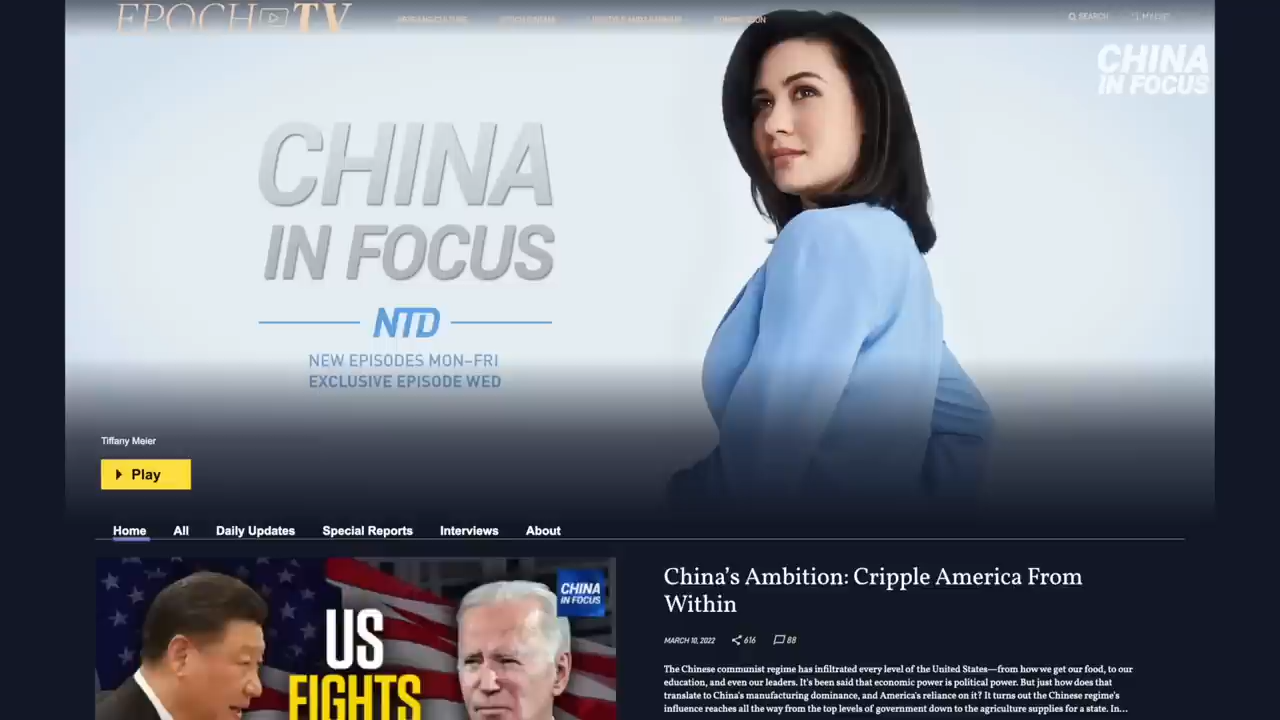 EPOCH TV
SEARCH
MY LIST
CHINA
IN FOCUS
CHINA
IN FOCUS
NTD
NEW EPISODES MON–FRI
EXCLUSIVE EPISODE WED
Tiffany Meier
Play
Home All Daily Updates Special Reports Interviews About
CHINA
IN FOCUS
US
FIGHTS
China’s Ambition: Cripple America From
Within
MARCH 10, 2022 616 88
The Chinese communist regime has infiltrated every level of the United States—from how we get our food, to our
education, and even our leaders. It's been said that economic power is political power. But just how does that
translate to China's manufacturing dominance, and America's reliance on it? It turns out the Chinese regime's
influence reaches all the way from the top levels of government down to the agriculture supplies for a state. In...